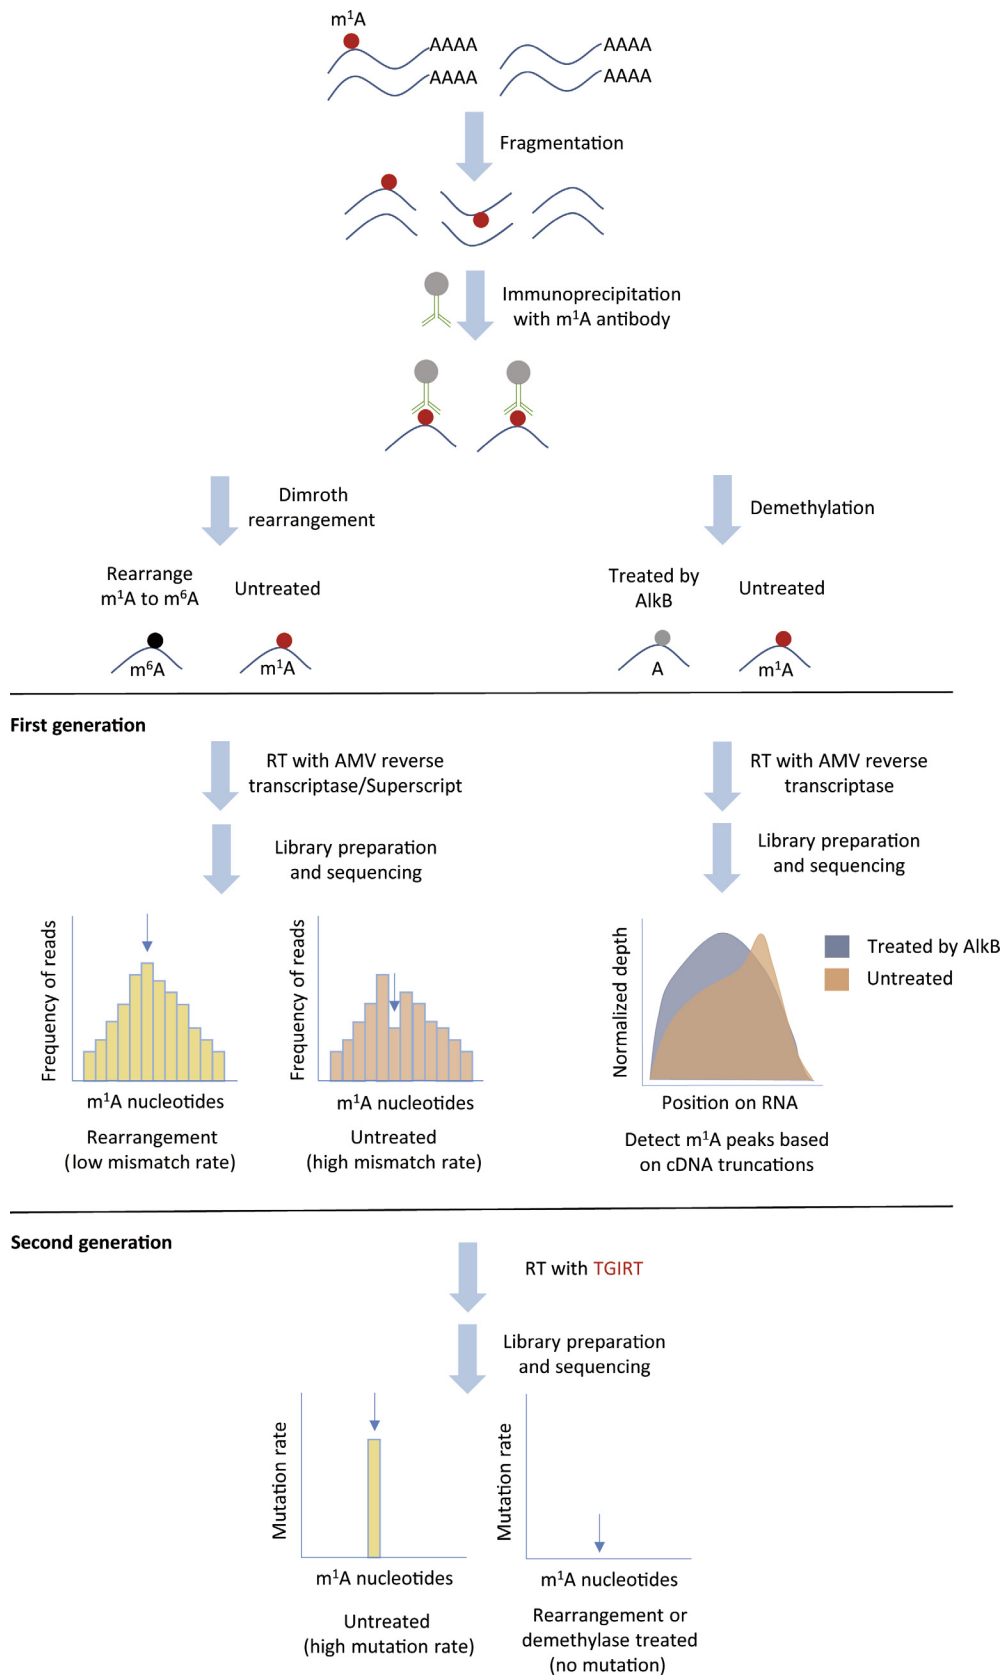 m¹A
AAAA
AAAA
AAAA
AAAA
Fragmentation
Immunoprecipitation
with m¹A antibody
Dimroth
rearrangement
Demethylation
Rearrange
m¹A to m⁶A
Untreated
Treated by
AlkB
Untreated
m⁶A
m¹A
A
m¹A
First generation
RT with AMV reverse
transcriptase/Superscript
RT with AMV reverse
transcriptase
Library preparation
and sequencing
Library preparation
and sequencing
Frequency of reads
m¹A nucleotides
Rearrangement
(low mismatch rate)
Frequency of reads
m¹A nucleotides
Untreated
(high mismatch rate)
Normalized depth
Treated by AlkB
Untreated
Position on RNA
Detect m¹A peaks based
on cDNA truncations
Second generation
RT with TGIRT
Library preparation
and sequencing
Mutation rate
m¹A nucleotides
Untreated
(high mutation rate)
Mutation rate
m¹A nucleotides
Rearrangement or
demethylase treated
(no mutation)